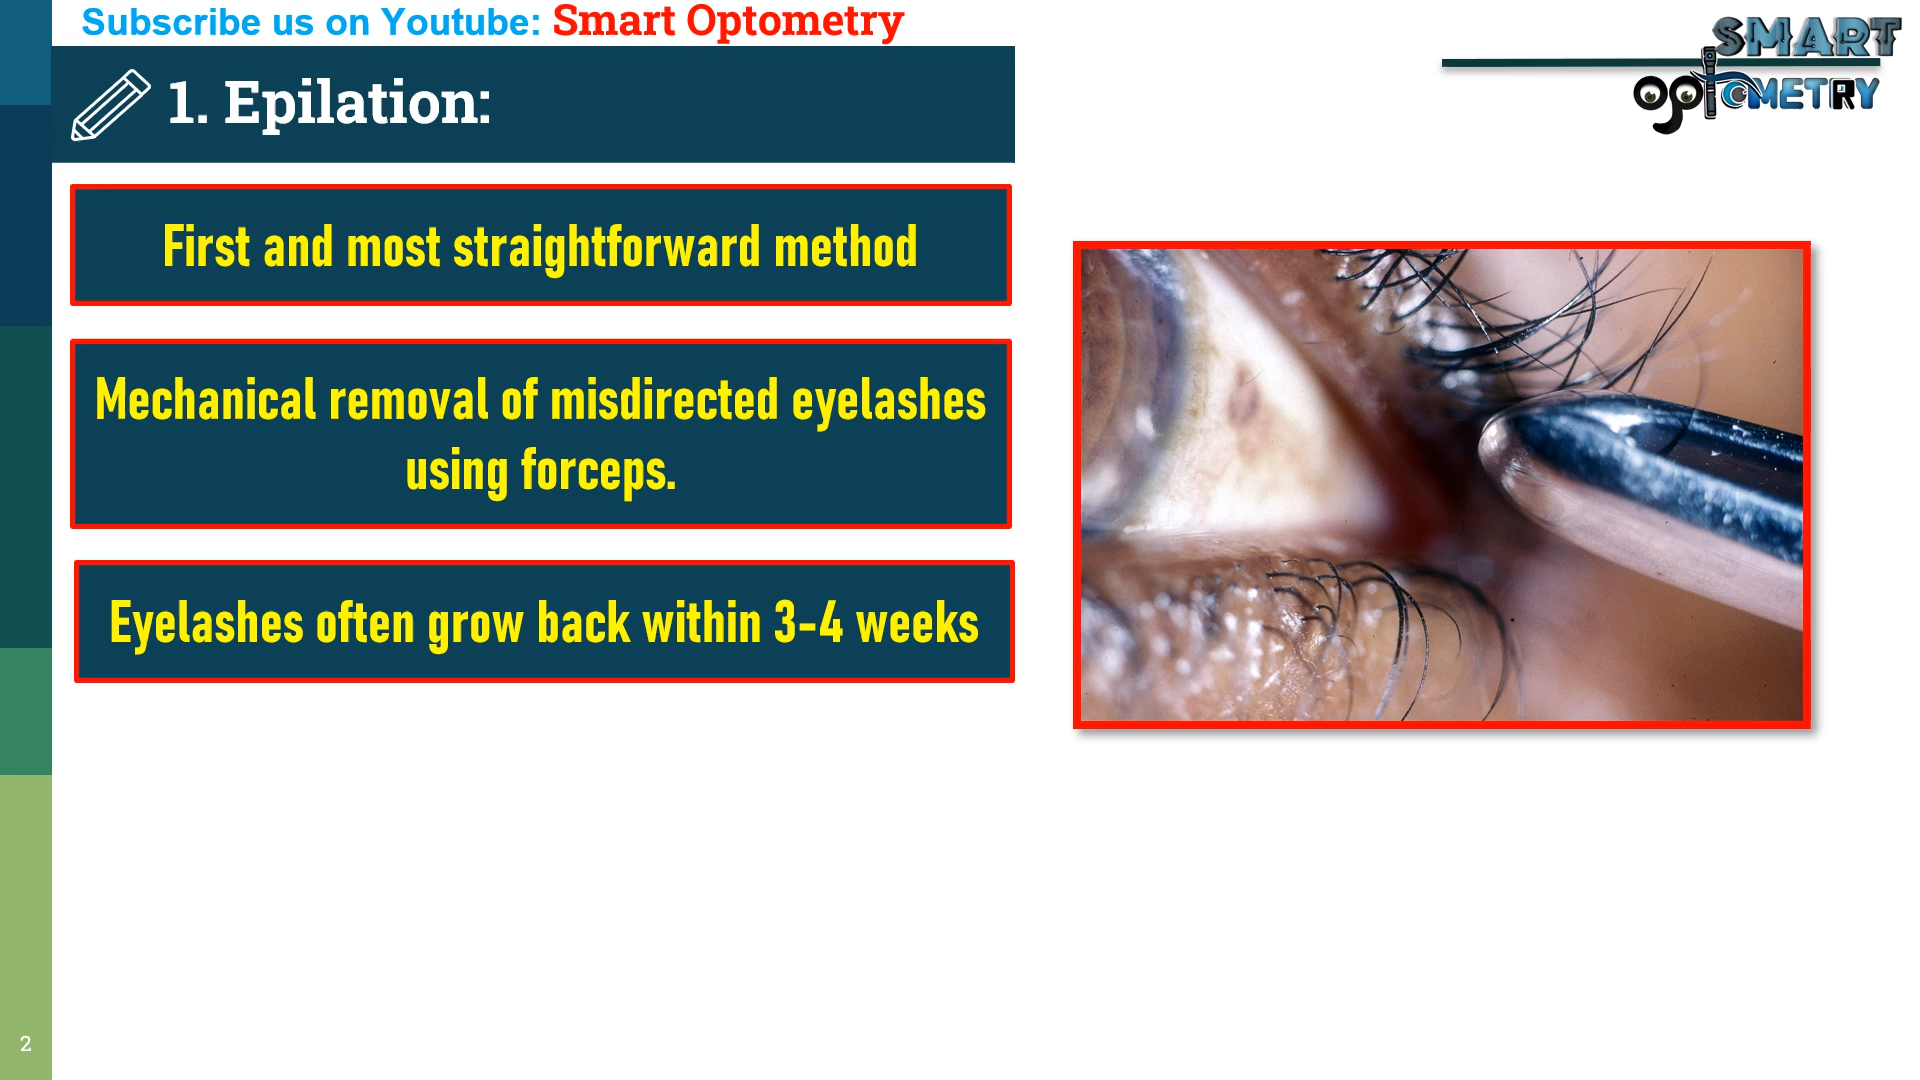 Subscribe us on Youtube: Smart Optometry
SMART
OptOMETRY
1. Epilation:
First and most straightforward method
Mechanical removal of misdirected eyelashes
using forceps.
Eyelashes often grow back within 3-4 weeks
2